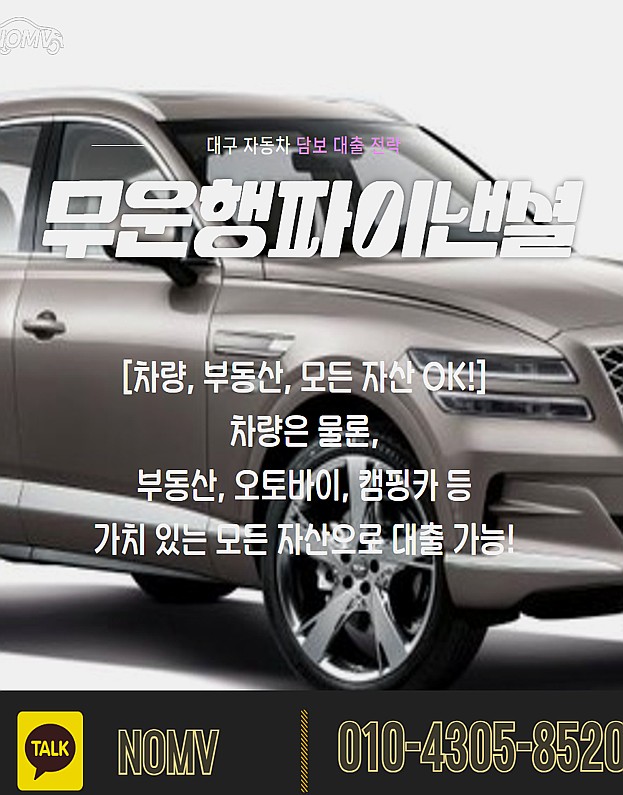 NOMV
대구 자동차 담보 대출 전략
무운행파이낸셜
[차량, 부동산, 모든 자산 OK!]
차량은 물론,
부동산, 오토바이, 캠핑카 등
가치 있는 모든 자산으로 대출 가능!
TALK
NOMV
010-4305-8520